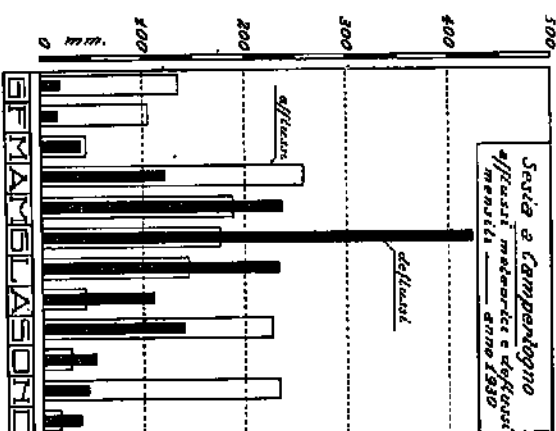 Sesia a Campertogno
afflussi meteorici e deflussi
mensili — anno 1930
500
400
300
200
100
0 mm.
afflussi
deflussi
G F M A M G L A S O N